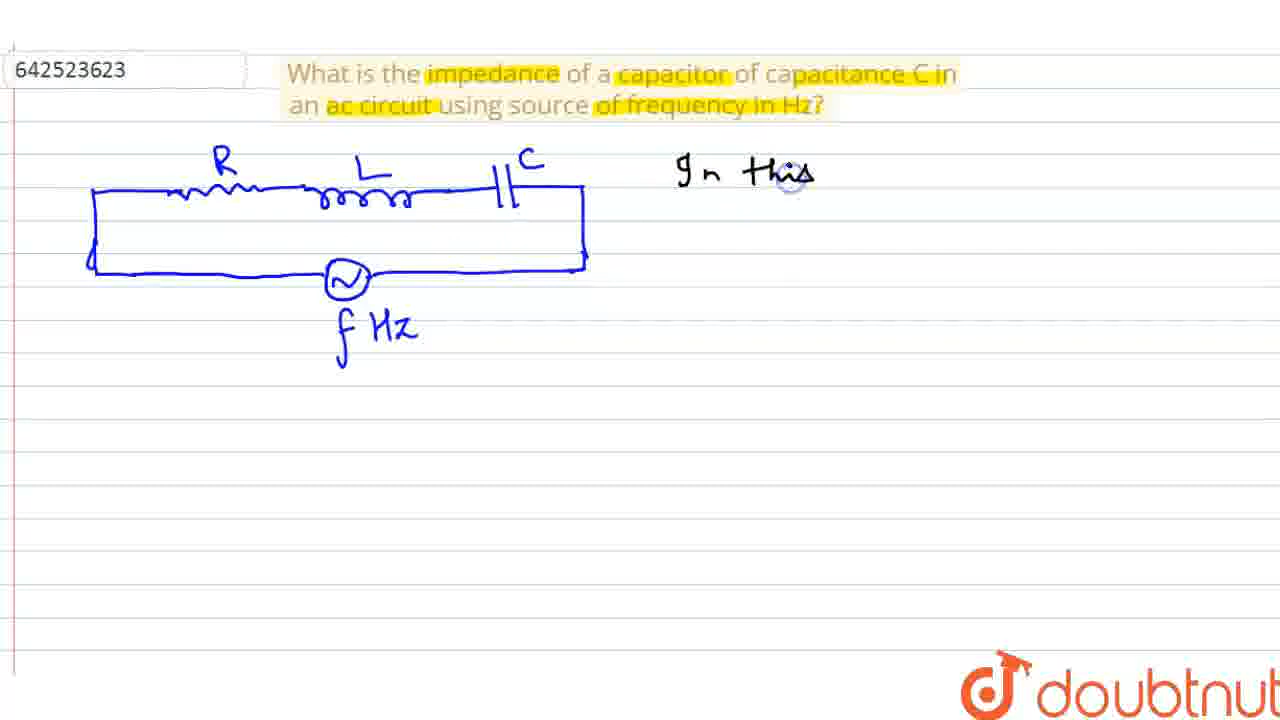 642523623
What is the impedance of a capacitor of capacitance C in
an ac circuit using source of frequency in Hz?
R
L
C
In this
f Hz
doubtnut